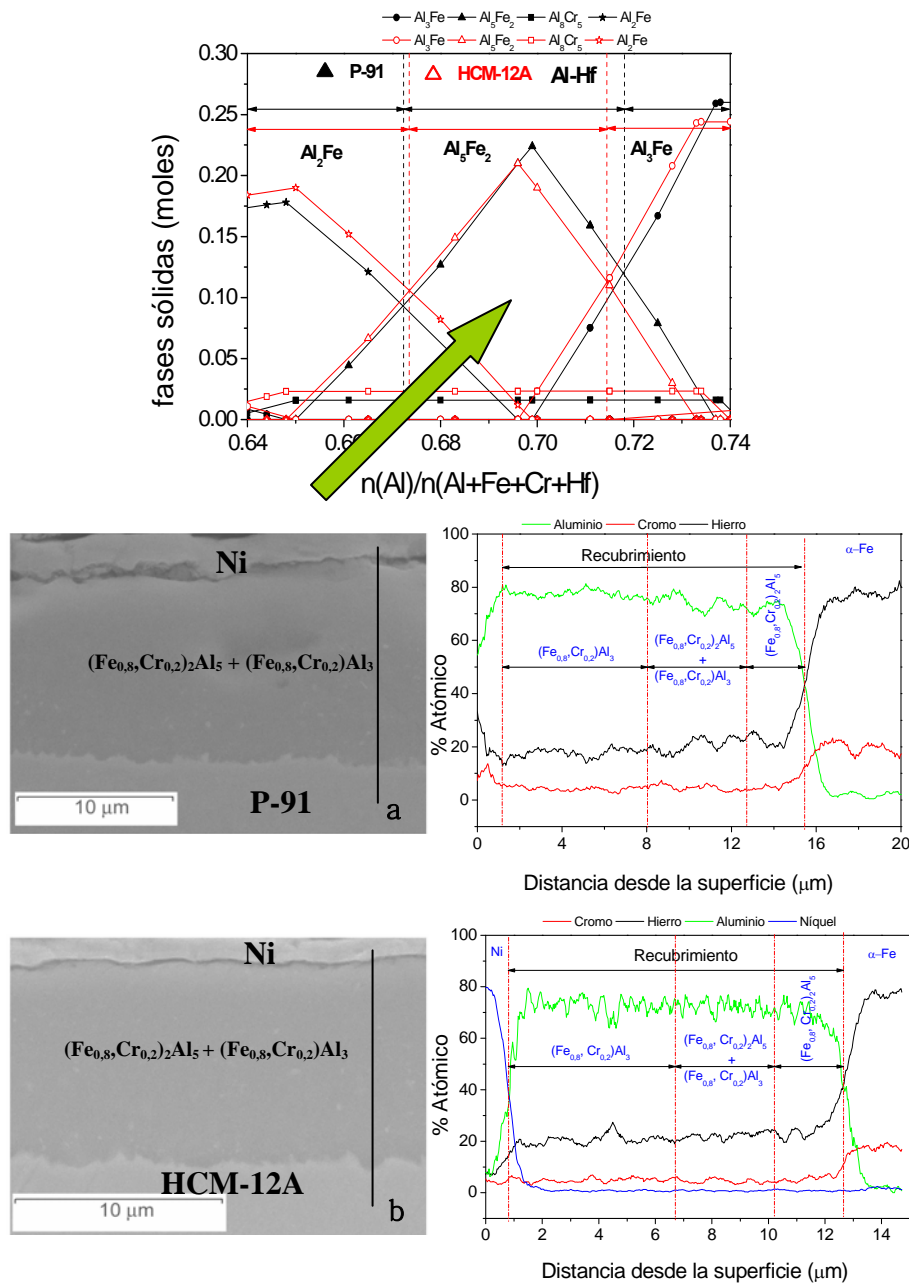 Al3Fe Al5Fe2 Al8Cr5 Al2Fe
Al3Fe Al5Fe2 Al8Cr5 Al2Fe
0.30
P-91 HCM-12A Al-Hf
0.25
Al2Fe Al5Fe2 Al3Fe
0.20
0.15
0.10
0.05
0.00
fases sólidas (moles)
0.64 0.68 0.70 0.72 0.74
n(Al)/n(Al+Fe+Cr+Hf)
Ni
(Fe0,8,Cr0,2)2Al5 + (Fe0,8,Cr0,2)Al3
10 μm
P-91
a
Aluminio Cromo Hierro
100
Recubrimiento
α-Fe
80
60
40
20
0
% Atómico
(Fe0,8,Cr0,2)Al3
(Fe0,8,Cr0,2)2Al5
+
(Fe0,8,Cr0,2)Al3
(Fe0,8,Cr0,2)2Al5
0 4 8 12 16 20
Distancia desde la superficie (μm)
Ni
(Fe0,8,Cr0,2)2Al5 + (Fe0,8,Cr0,2)Al3
10 μm
HCM-12A
b
Cromo Hierro Aluminio Níquel
100
Ni
Recubrimiento
α-Fe
80
60
40
20
0
% Atómico
(Fe0,8, Cr0,2)Al3
(Fe0,8, Cr0,2)2Al5
+
(Fe0,8, Cr0,2)Al3
(Fe0,8, Cr0,2)2Al5
0 2 4 6 8 10 12 14
Distancia desde la superficie (μm)